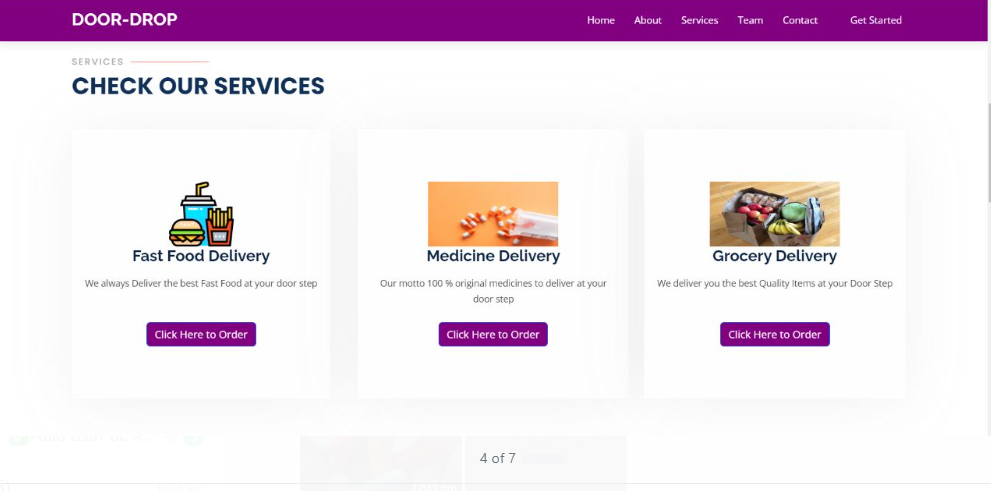 DOOR-DROP
Home About Services Team Contact Get Started
SERVICES
CHECK OUR SERVICES
Fast Food Delivery
We always Deliver the best Fast Food at your door step
Click Here to Order
Medicine Delivery
Our motto 100 % original medicines to deliver at your
door step
Click Here to Order
Grocery Delivery
We deliver you the best Quality Items at your Door Step
Click Here to Order
4 of 7